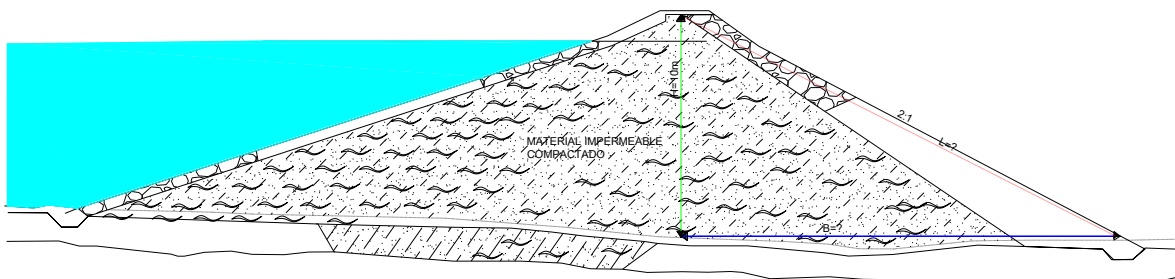 H=10m
2:1
L=?
MATERIAL IMPERMEABLE
COMPACTADO
B=?